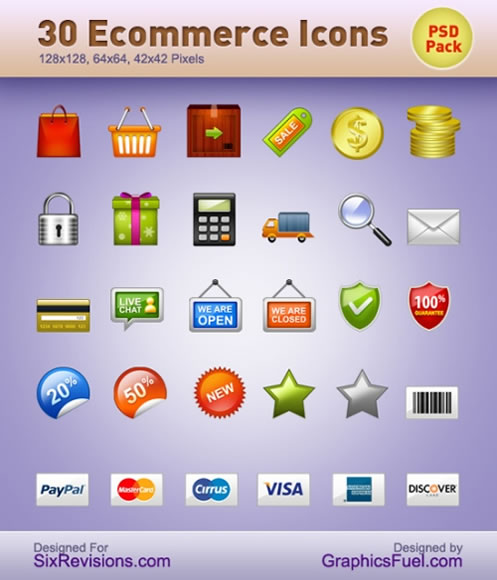 30 Ecommerce Icons
128x128, 64x64, 42x42 Pixels
PSD
Pack
SALE
$
LIVE
CHAT
WE ARE
OPEN
WE ARE
CLOSED
100%
GUARANTEE
20%
50%
NEW
PayPal
MasterCard
Cirrus
VISA
DISCOVER
Designed For
SixRevisions.com
Designed By
GraphicsFuel.com